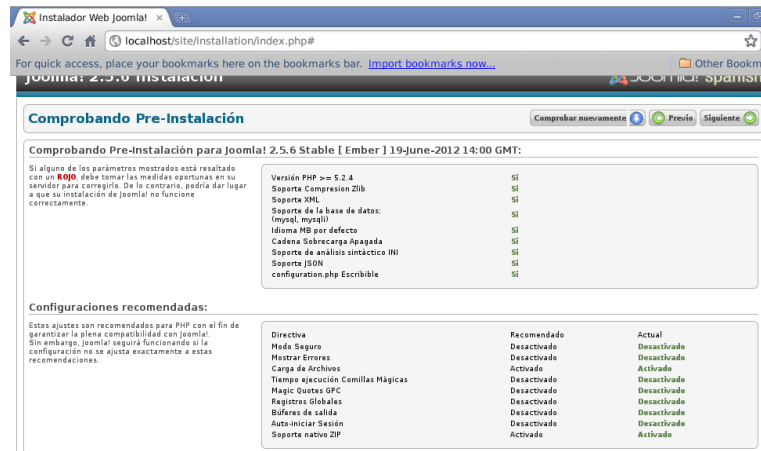 Instalador Web Joomla!
localhost/site/installation/index.php#
For quick access, place your bookmarks here on the bookmarks bar. Import bookmarks now...
Other Bookm
Joomla! 2.5.6 Instalación
Joomla! Spanish
Comprobando Pre-Instalación
Comprobar nuevamente
Previo
Siguiente
Comprobando Pre-Instalación para Joomla! 2.5.6 Stable [ Ember ] 19-June-2012 14:00 GMT:
Si alguno de los parámetros mostrados está resaltado
con un ROJO, debe tomar las medidas oportunas en su
servidor para corregirlo. De lo contrario, podría dar lugar
a que su instalación de Joomla! no funcione
correctamente.
Versión PHP >= 5.2.4 Sí
Soporte Compresion Zlib Sí
Soporte XML Sí
Soporte de la base de datos:
(mysql, mysqli) Sí
Idioma MB por defecto Sí
Cadena Sobrecarga Apagada Sí
Soporte de análisis sintáctico INI Sí
Soporte JSON Sí
configuration.php Escribible Sí
Configuraciones recomendadas:
Estos ajustes son recomendados para PHP con el fin de
garantizar la plena compatibilidad con Joomla!.
Sin embargo, Joomla! seguirá funcionando si la
configuración no se ajusta exactamente a estas
recomendaciones.
Directiva Recomendado Actual
Modo Seguro Desactivado Desactivado
Mostrar Errores Desactivado Desactivado
Carga de Archivos Activado Activado
Tiempo ejecución Comillas Mágicas Desactivado Desactivado
Magic Quotes GPC Desactivado Desactivado
Registros Globales Desactivado Desactivado
Búferes de salida Desactivado Desactivado
Auto-iniciar Sesión Desactivado Desactivado
Soporte nativo ZIP Activado Activado